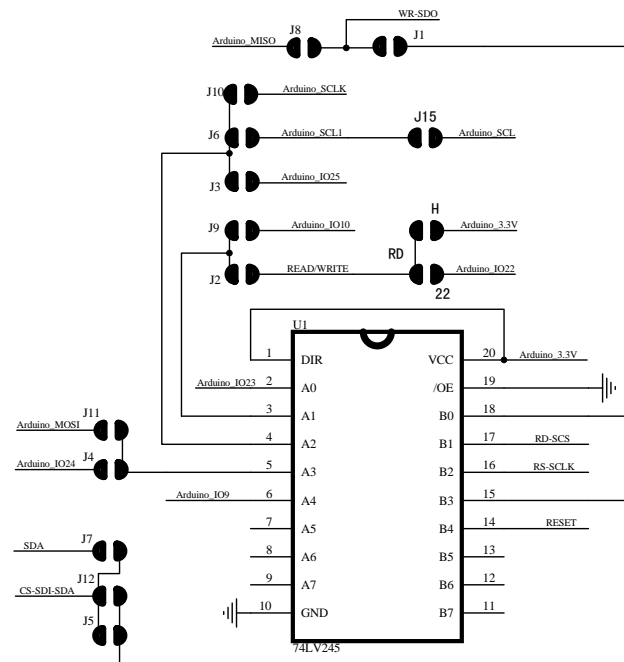 WR-SDO
J8
J1
Arduino_MISO
J10
Arduino_SCLK
J6
Arduino_SCL1
J15
Arduino_SCL
J3
Arduino_IO25
H
J9
Arduino_IO10
Arduino_3.3V
RD
J2
READ/WRITE
Arduino_IO22
22
U1
1 DIR VCC 20 Arduino_3.3V
Arduino_IO23 2 A0 /OE 19
3 A1 B0 18
J11
Arduino_MOSI
4 A2 B1 17 RD-SCS
J4
Arduino_IO24
5 A3 B2 16 RS-SCLK
Arduino_IO9 6 A4 B3 15
7 A5 B4 14 RESET
J7
SDA
8 A6 B5 13
J12
CS-SDI-SDA
9 A7 B6 12
J5
10 GND B7 11
74LV245